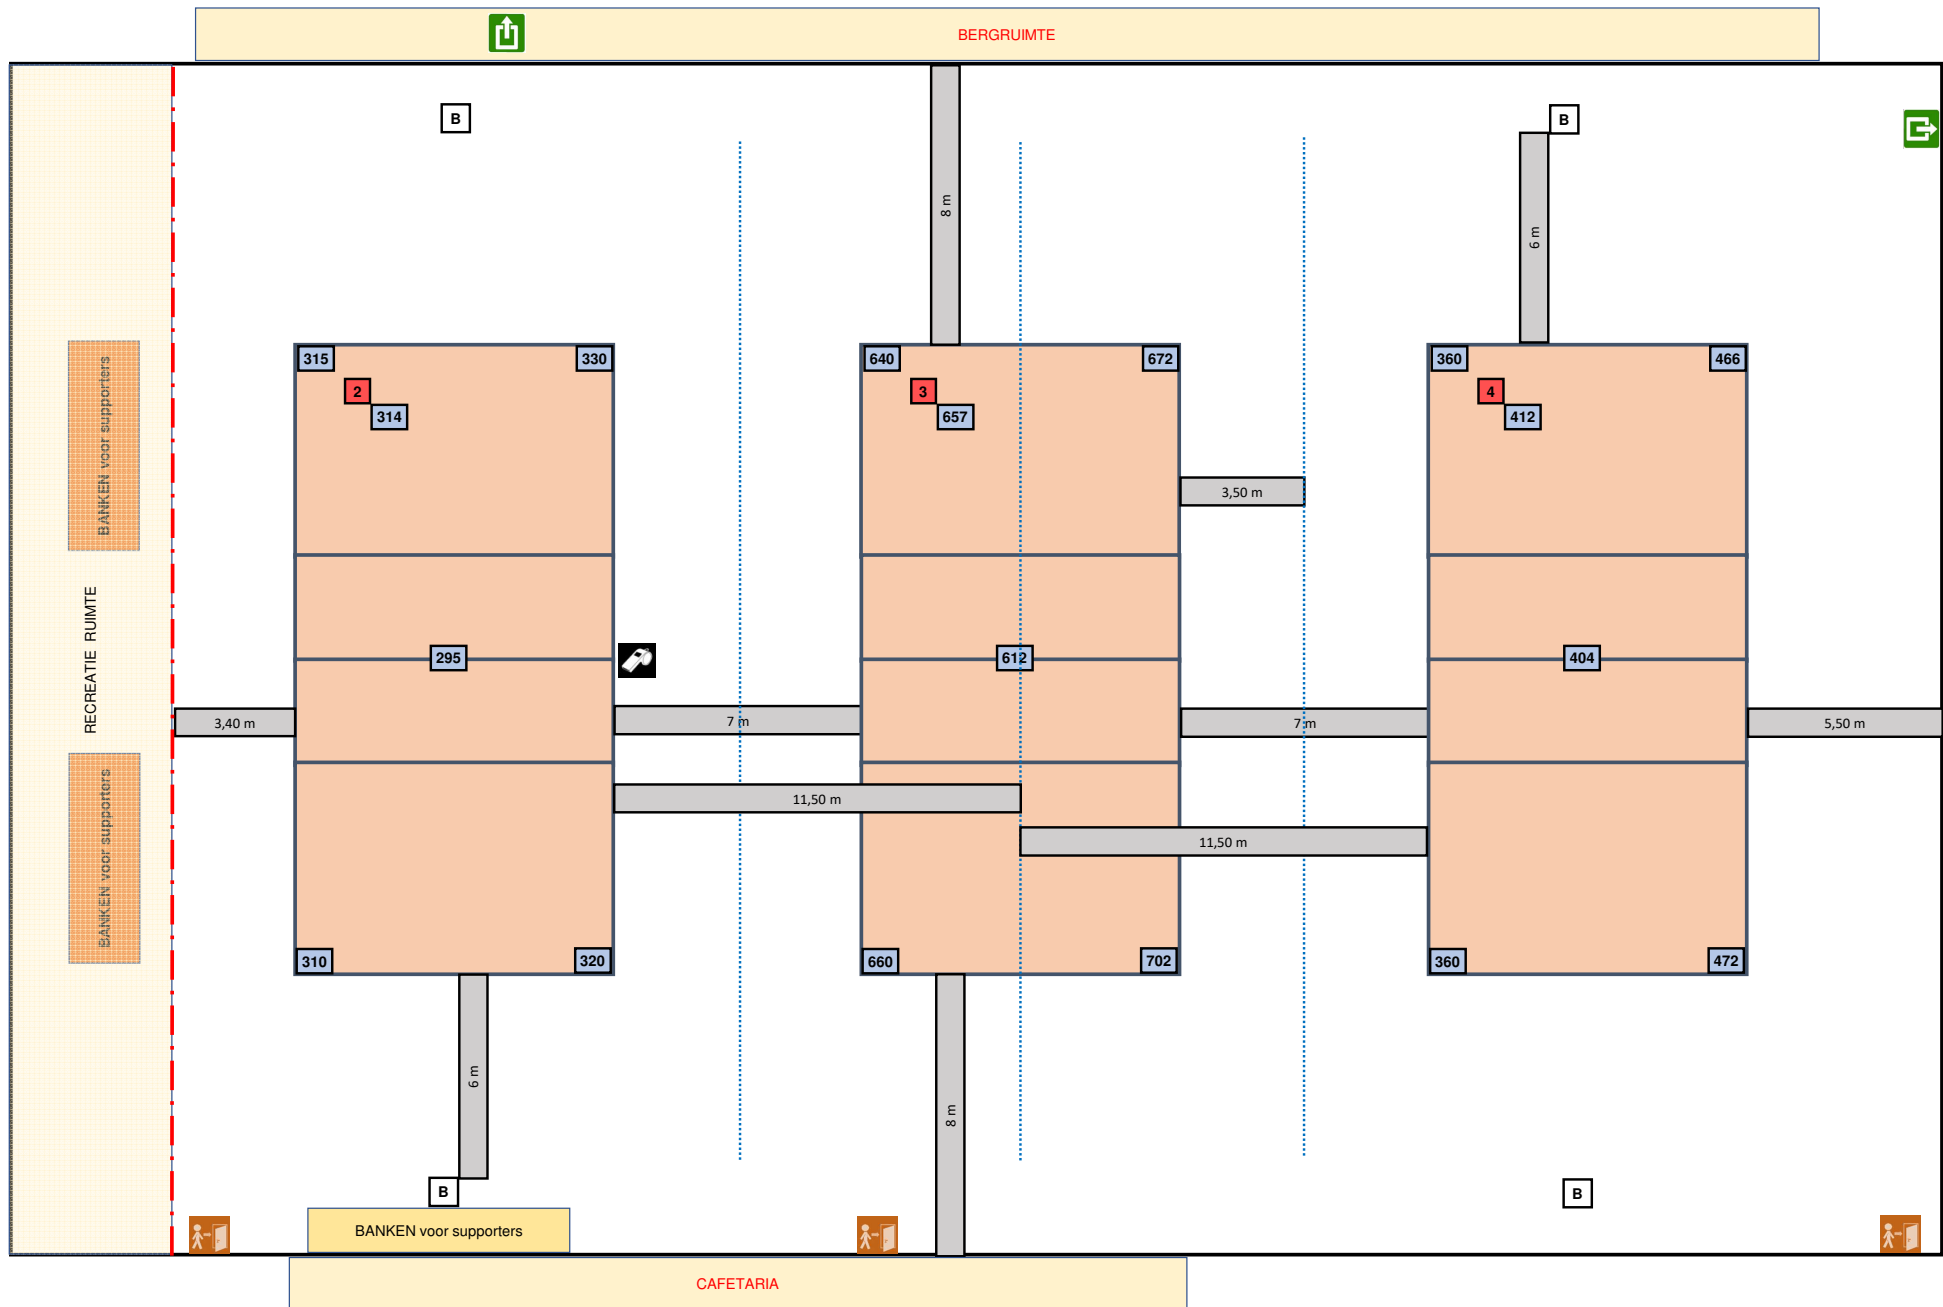 BERGRUIMTE
B
B
8 m
6 m
315
330
640
672
360
466
2
314
3
657
4
412
BANKEN voor supporters
3,50 m
RECREATIE RUIMTE
295
612
404
3,40 m
7 m
7 m
5,50 m
BANKEN voor supporters
11,50 m
11,50 m
310
320
660
702
360
472
6 m
8 m
B
B
BANKEN voor supporters
CAFETARIA